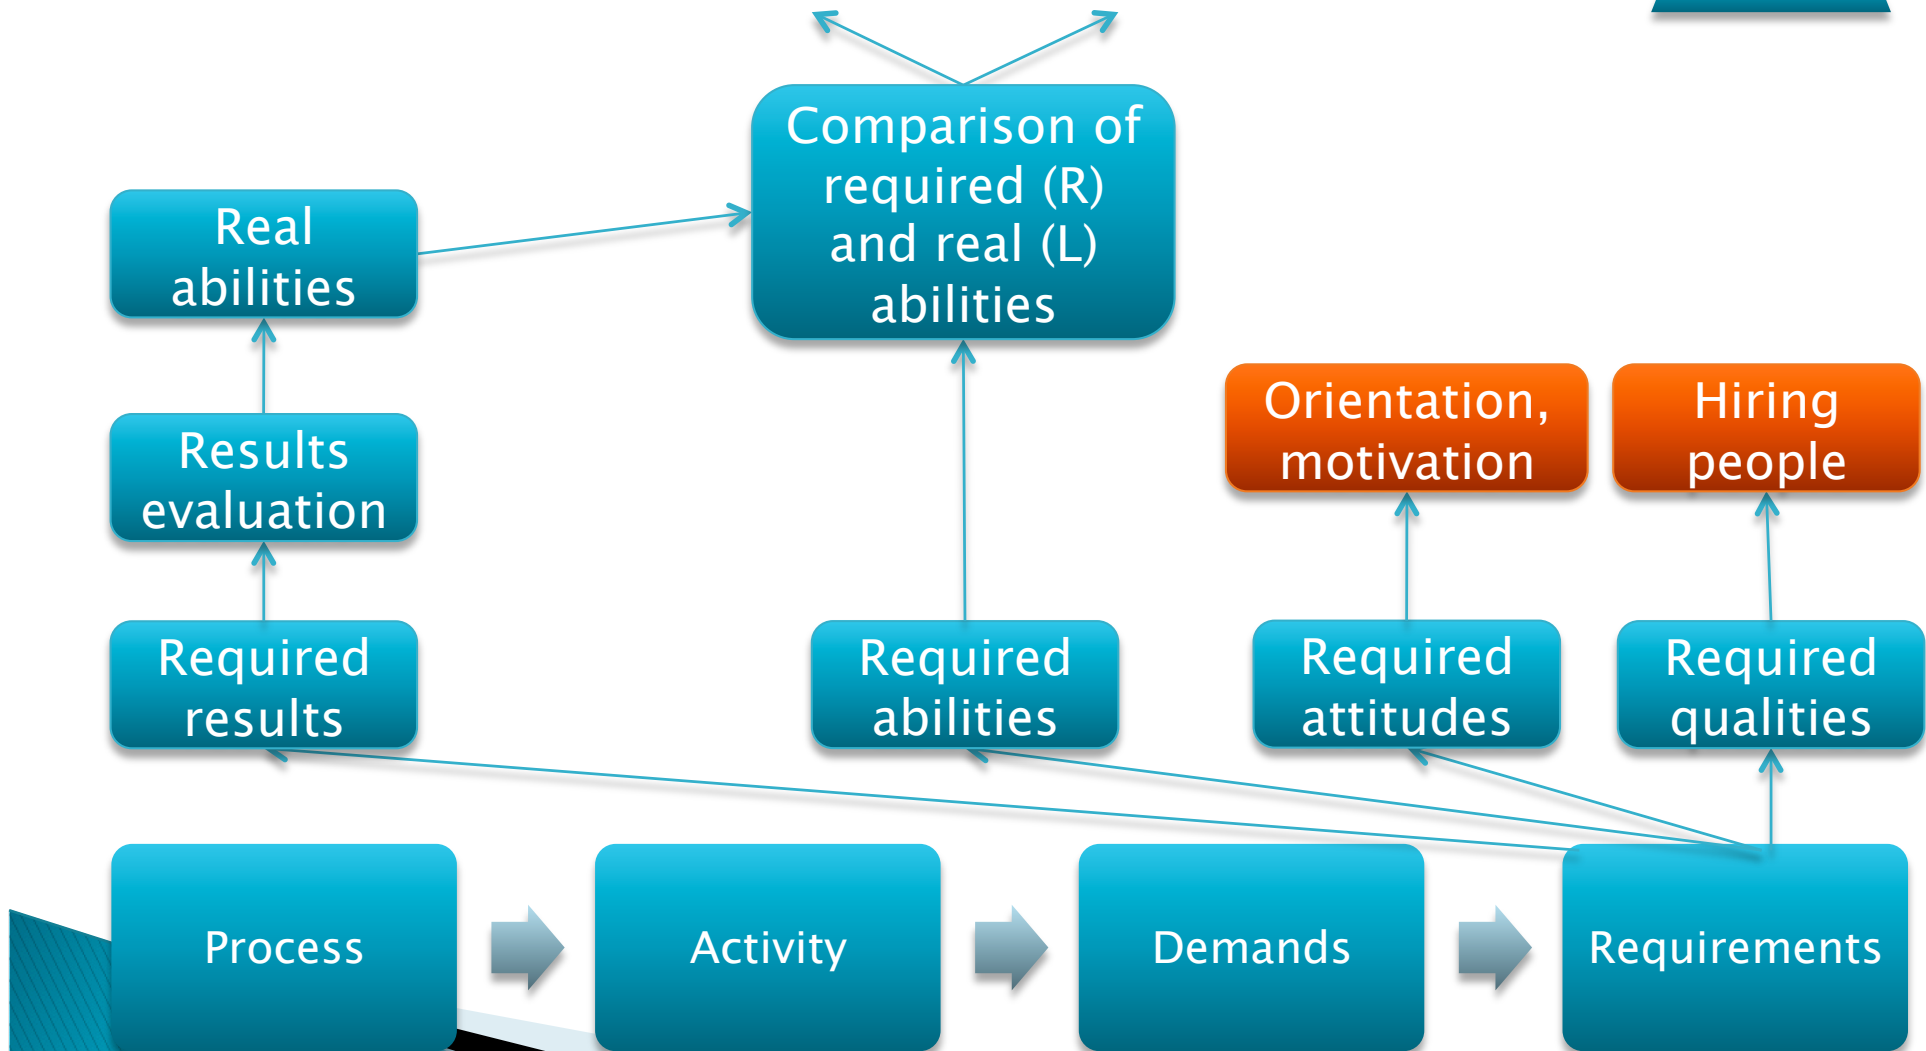 Comparison of
required (R)
and real (L)
abilities
Real
abilities
Orientation,
motivation
Hiring
people
Results
evaluation
Required
results
Required
abilities
Required
attitudes
Required
qualities
Process
Activity
Demands
Requirements